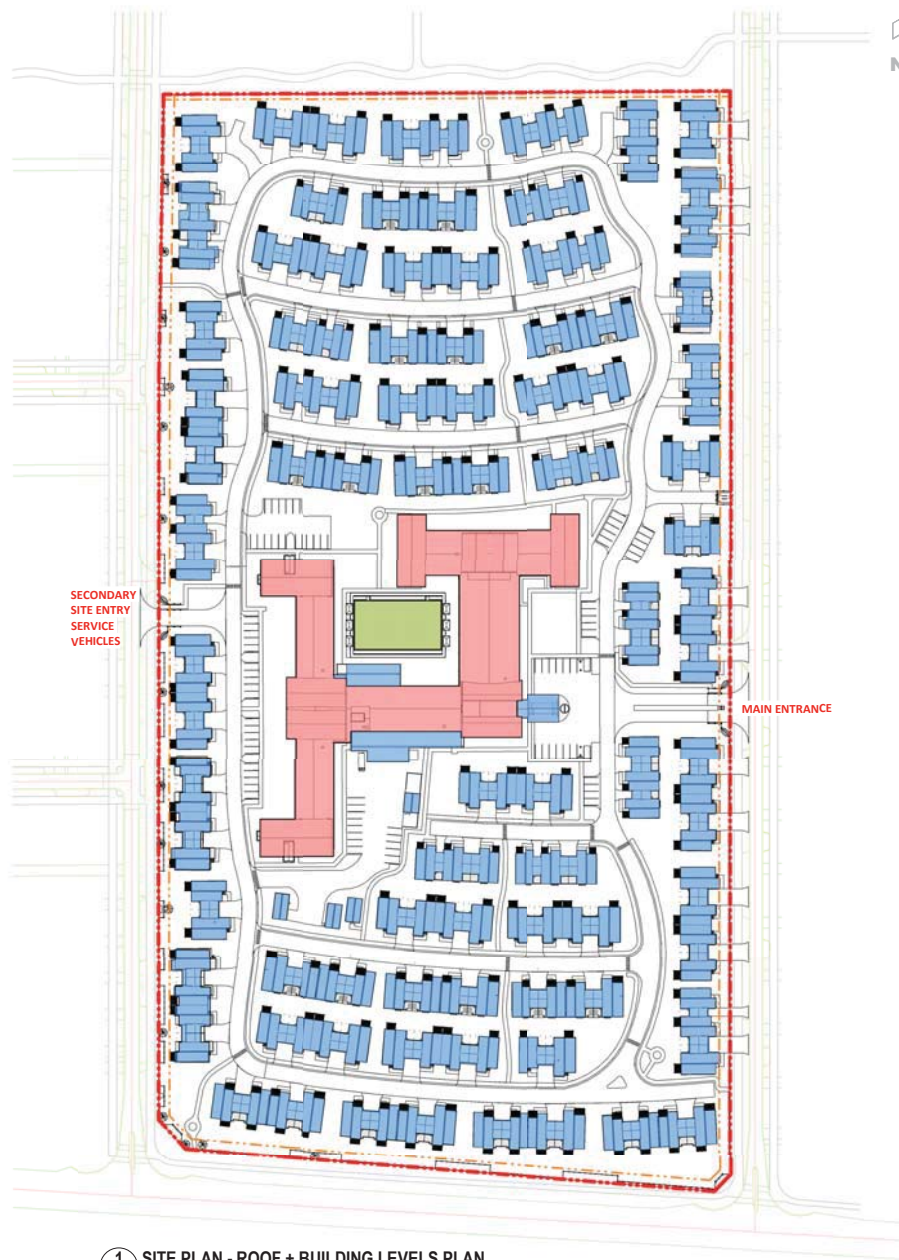 N
SECONDARY
SITE ENTRY
SERVICE
VEHICLES
MAIN ENTRANCE
1 SITE PLAN - ROOF + BUILDING LEVELS PLAN